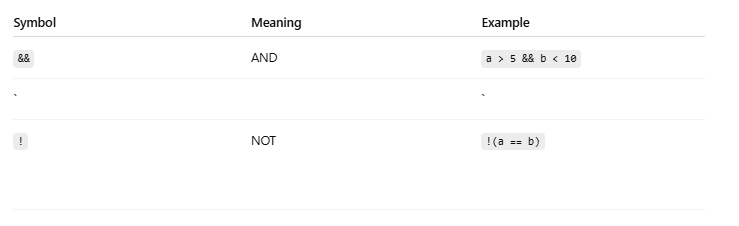 Symbol Meaning Example
&& AND a > 5 && b < 10
` `
! NOT !(a == b)